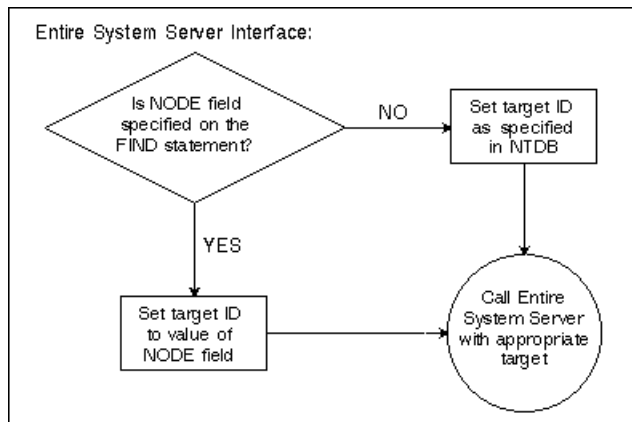 Entire System Server Interface:
Is NODE field
specified on the
FIND statement?
NO
Set target ID
as specified
in NTDB
YES
Set target ID
to value of
NODE field
Call Entire
System Server
with appropriate
target